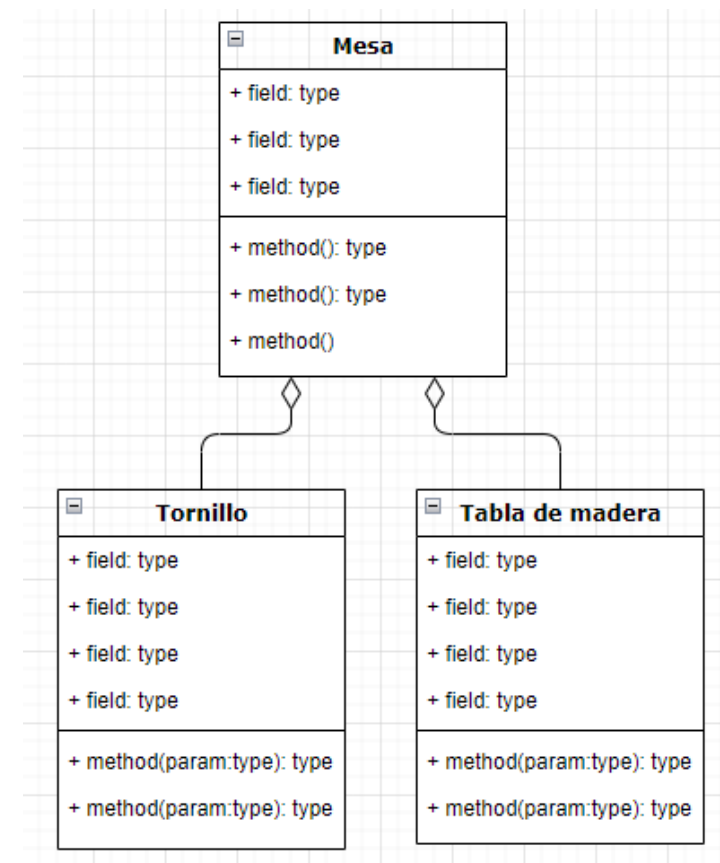 Mesa
+ field: type
+ field: type
+ field: type
+ method(): type
+ method(): type
+ method()
Tornillo
+ field: type
+ field: type
+ field: type
+ field: type
+ method(param:type): type
+ method(param:type): type
Tabla de madera
+ field: type
+ field: type
+ field: type
+ field: type
+ method(param:type): type
+ method(param:type): type